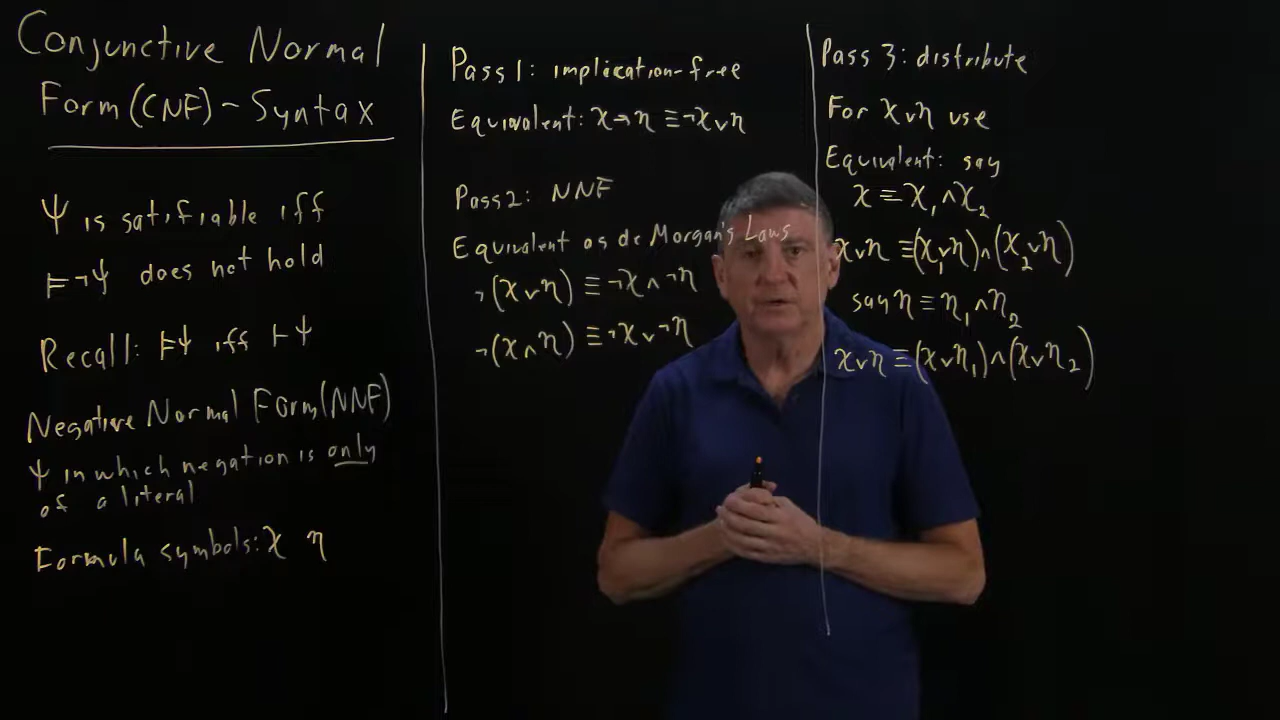 Conjunctive Normal
Form (CNF) - Syntax
Ψ is satisfiable iff
⊨¬Ψ does not hold
Recall: ⊨Ψ iff ⊢Ψ
Negative Normal Form (NNF)
Ψ in which negation is only
of a literal
Formula symbols: χ η
Pass 1: implication-free
Equivalent: χ→η ≡ ¬χ∨η
Pass 2: NNF
Equivalent as de Morgan's Laws
¬(χ∨η) ≡ ¬χ∧¬η
¬(χ∧η) ≡ ¬χ∨¬η
Pass 3: distribute
For χ∨η use
Equivalent: say
χ ≡ χ₁∧χ₂
χ∨η ≡ (χ₁∨η)∧(χ₂∨η)
say η ≡ η₁∧η₂
χ∨η ≡ (χ∨η₁)∧(χ∨η₂)